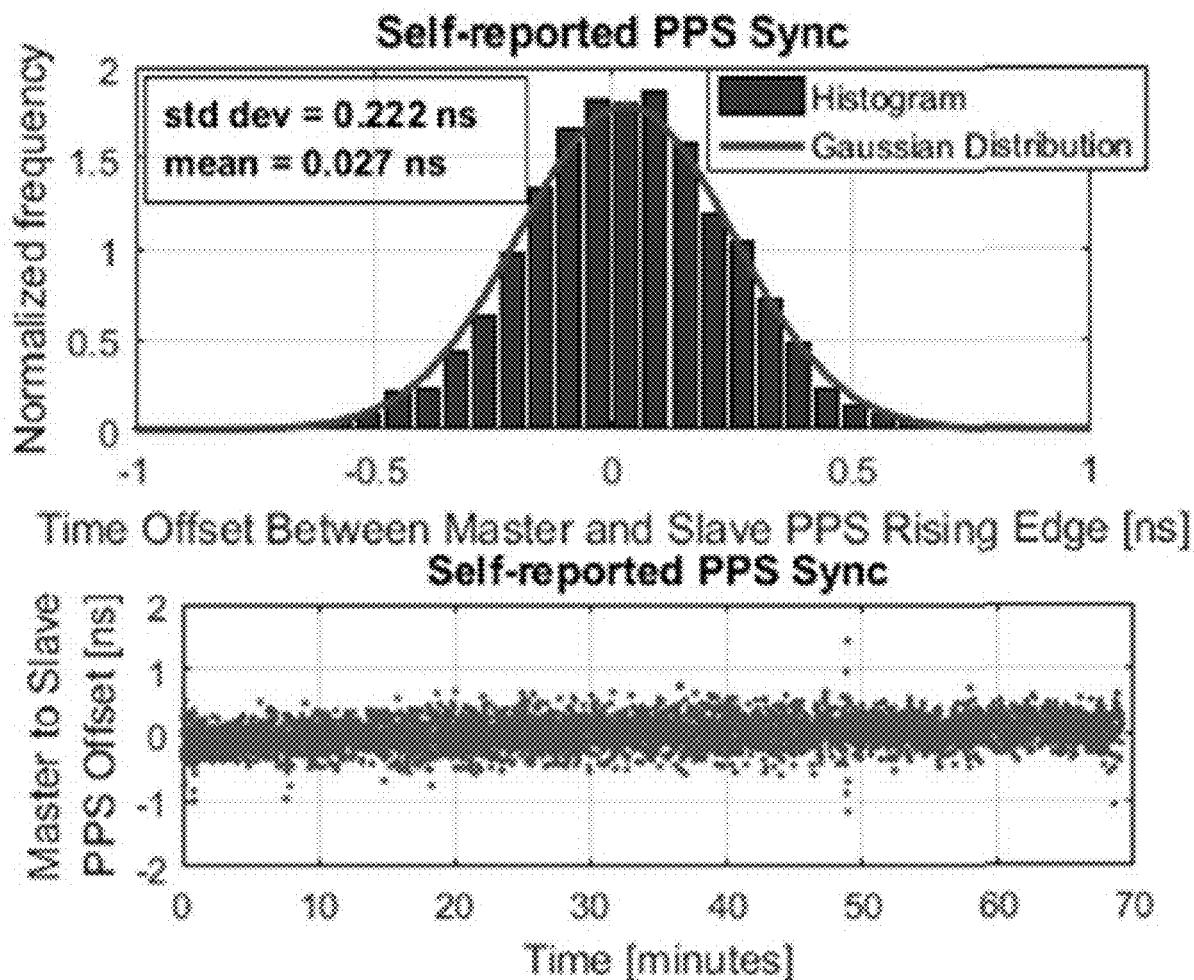 Self-reported PPS Sync
Normalized frequency
2
1.5
1
0.5
0
std dev = 0.222 ns
mean = 0.027 ns
Histogram
Gaussian Distribution
-1
-0.5
0
0.5
1
Time Offset Between Master and Slave PPS Rising Edge [ns]
Self-reported PPS Sync
Master to Slave
PPS Offset [ns]
2
1
0
-1
-2
0
10
20
30
40
50
60
70
Time [minutes]